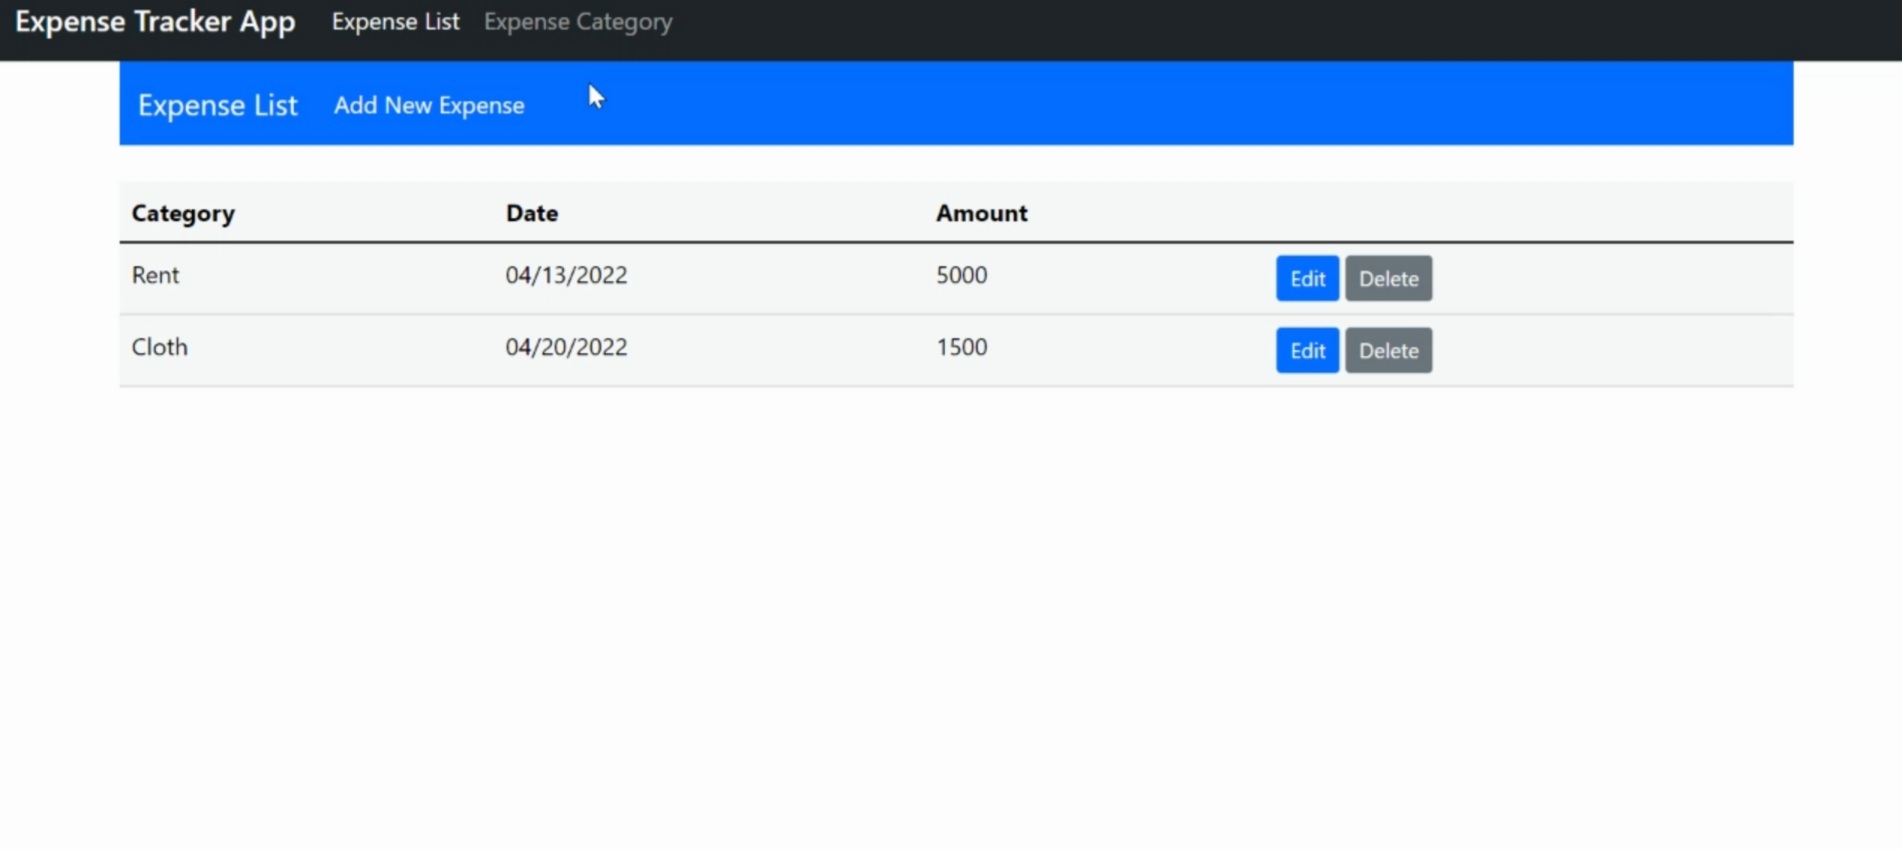 Expense Tracker App Expense List Expense Category
Expense List Add New Expense
Category Date Amount
Rent 04/13/2022 5000 Edit Delete
Cloth 04/20/2022 1500 Edit Delete